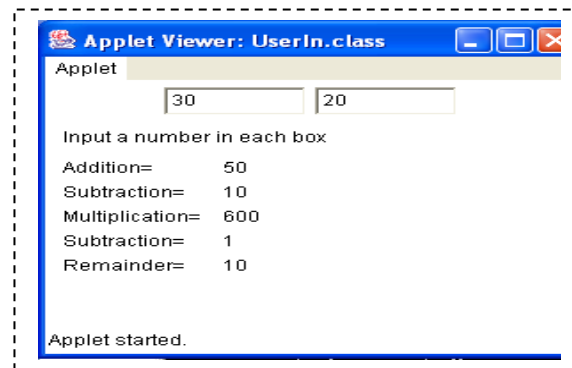 Applet Viewer: UserIn.class
Applet
30 20
Input a number in each box
Addition= 50
Subtraction= 10
Multiplication= 600
Subtraction= 1
Remainder= 10
Applet started.